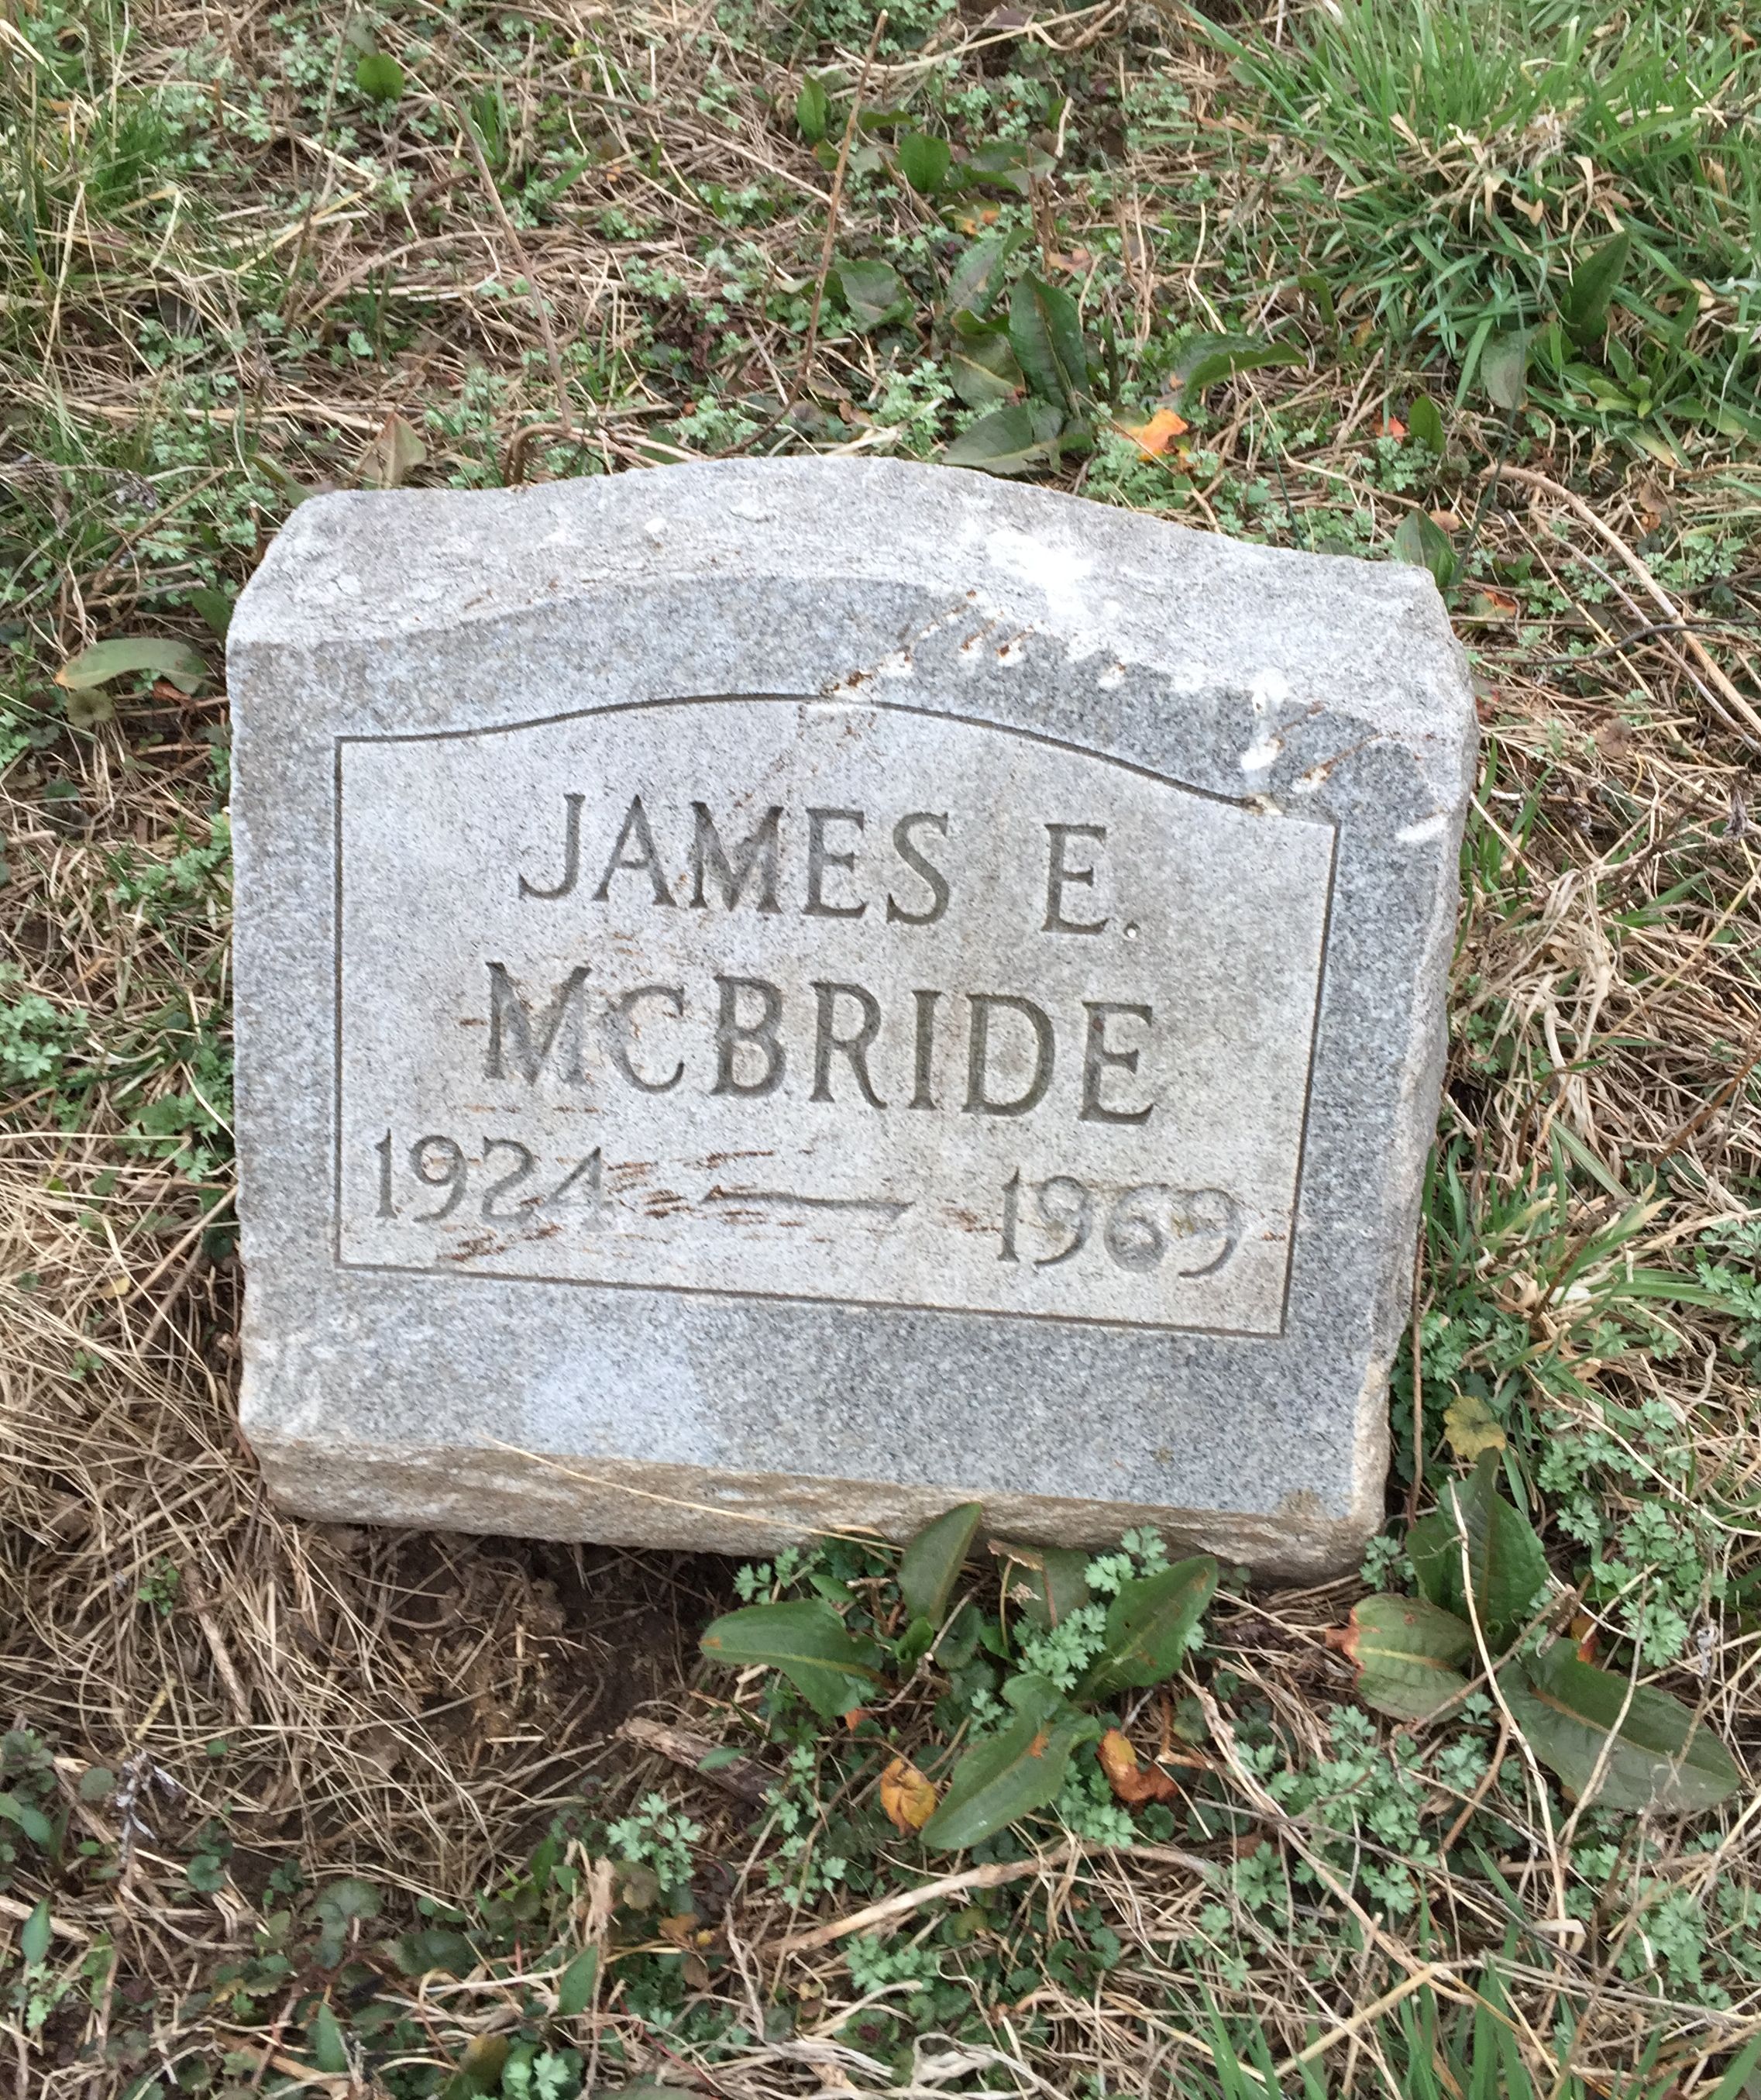 JAMES E.
McBRIDE
1924 — 1969